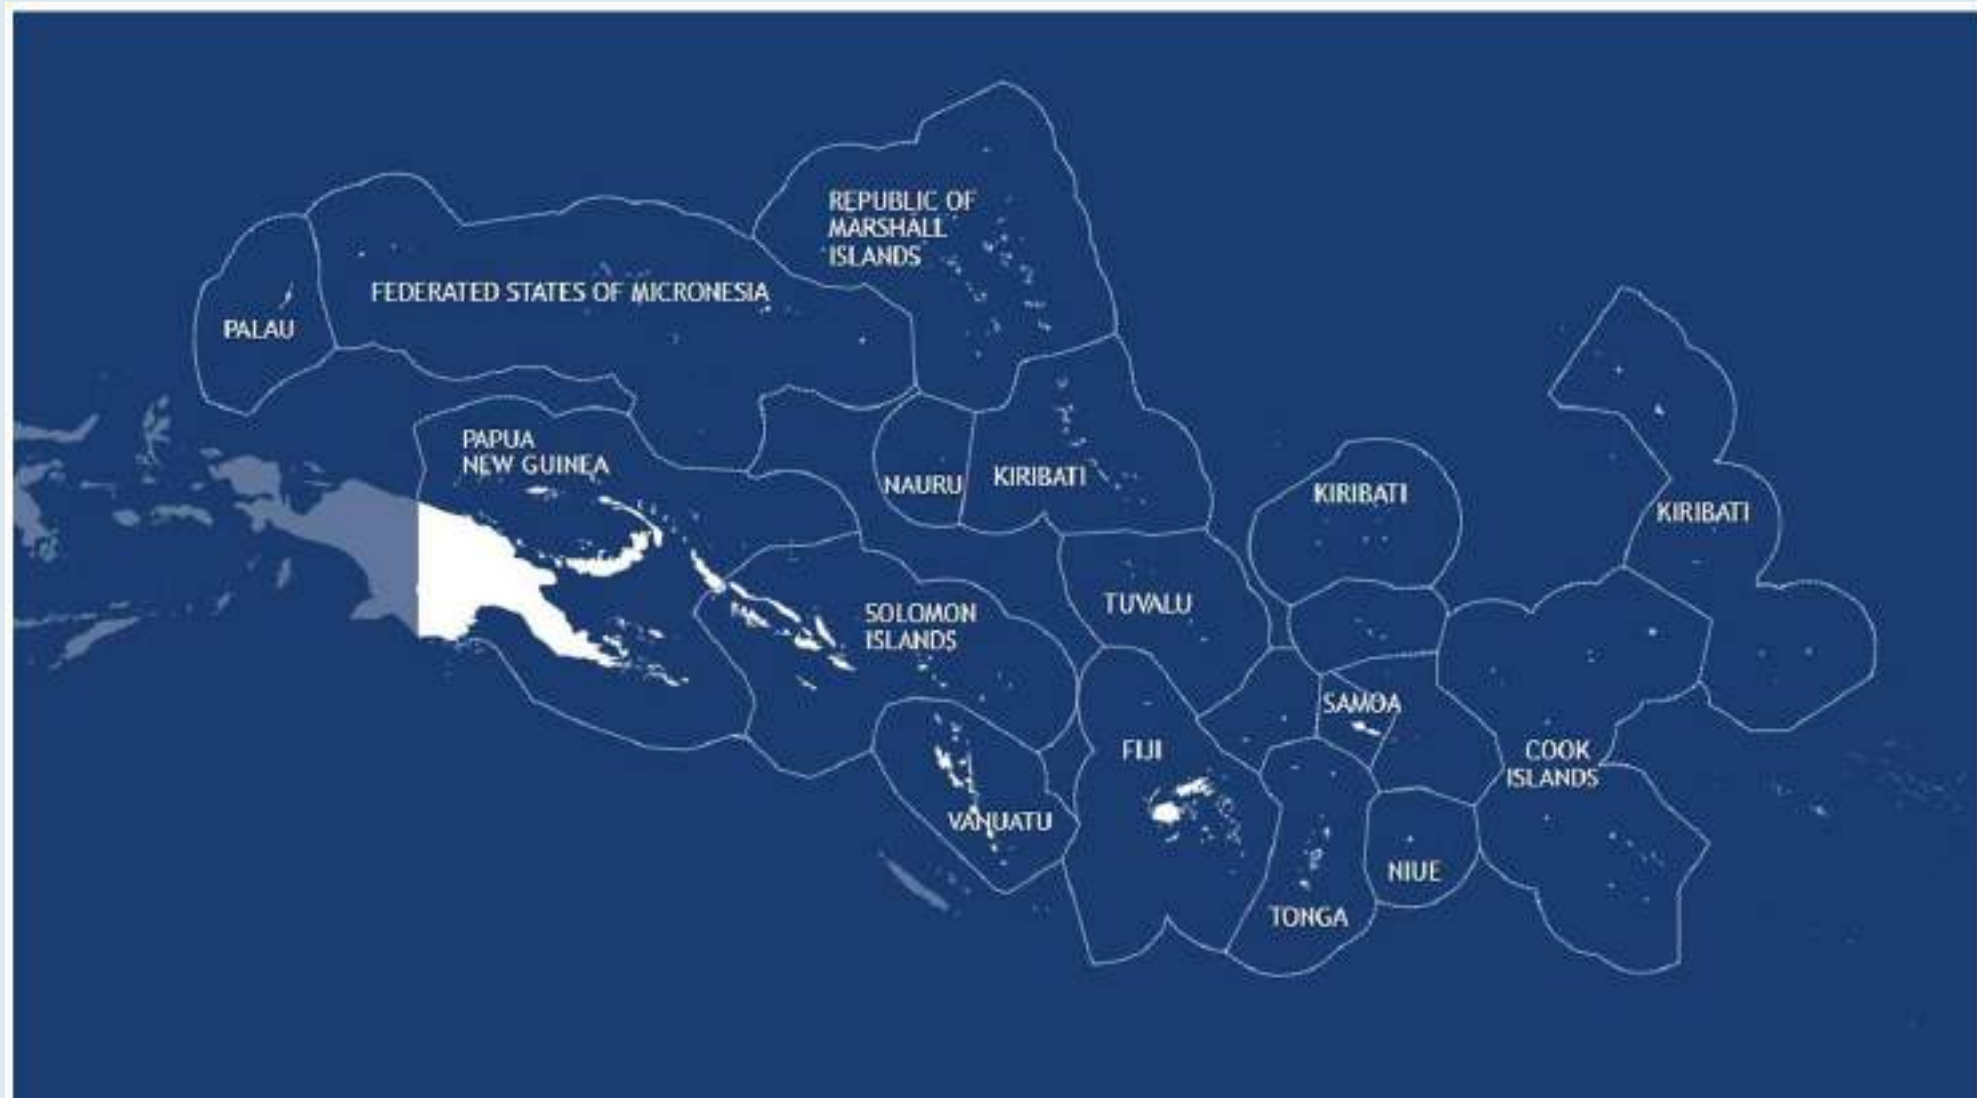 REPUBLIC OF
MARSHALL
ISLANDS
FEDERATED STATES OF MICRONESIA
PALAU
PAPUA
NEW GUINEA
NAURU
KIRIBATI
KIRIBATI
KIRIBATI
SOLOMON
ISLANDS
TUVALU
SAMOA
FIJI
COOK
ISLANDS
VANUATU
NIUE
TONGA